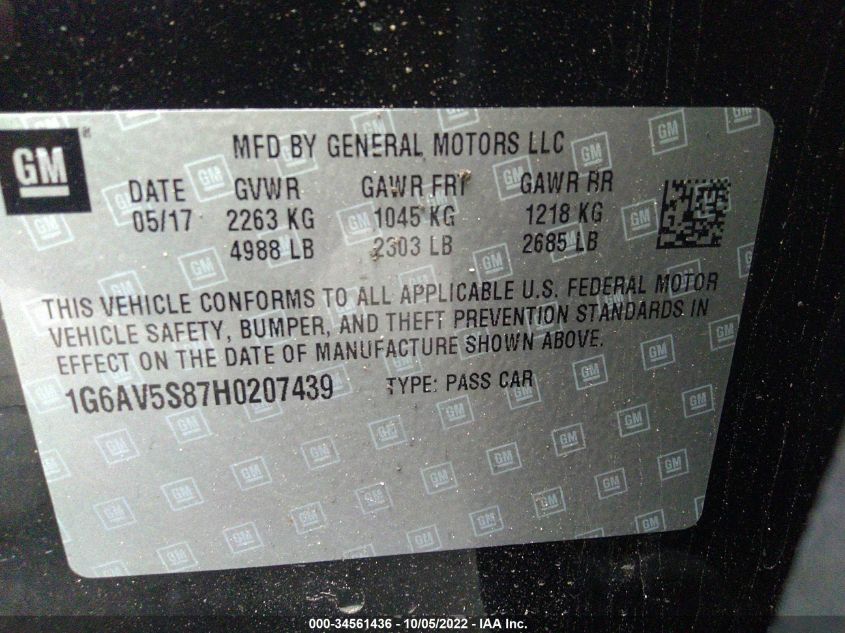 GM
MFD BY GENERAL MOTORS LLC
DATE GVWR GAWR FRT GAWR RR
05/17 2263 KG 1045 KG 1218 KG
4988 LB 2303 LB 2685 LB
THIS VEHICLE CONFORMS TO ALL APPLICABLE U.S. FEDERAL MOTOR
VEHICLE SAFETY, BUMPER, AND THEFT PREVENTION STANDARDS IN
EFFECT ON THE DATE OF MANUFACTURE SHOWN ABOVE.
1G6AV5S87H0207439 TYPE: PASS CAR
000-34561436 - 10/05/2022 - IAA Inc.